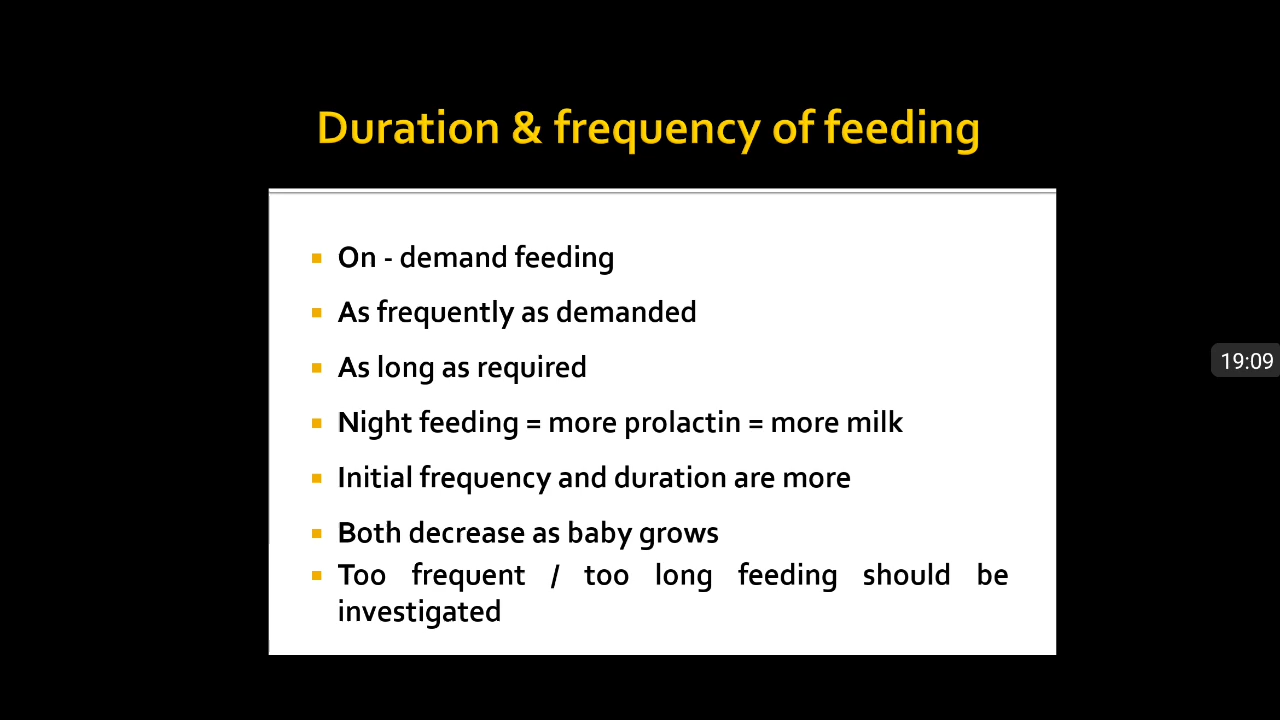 Duration & frequency of feeding
On - demand feeding
As frequently as demanded
As long as required
19:09
Night feeding = more prolactin = more milk
Initial frequency and duration are more
Both decrease as baby grows
Too frequent / too long feeding should be
investigated